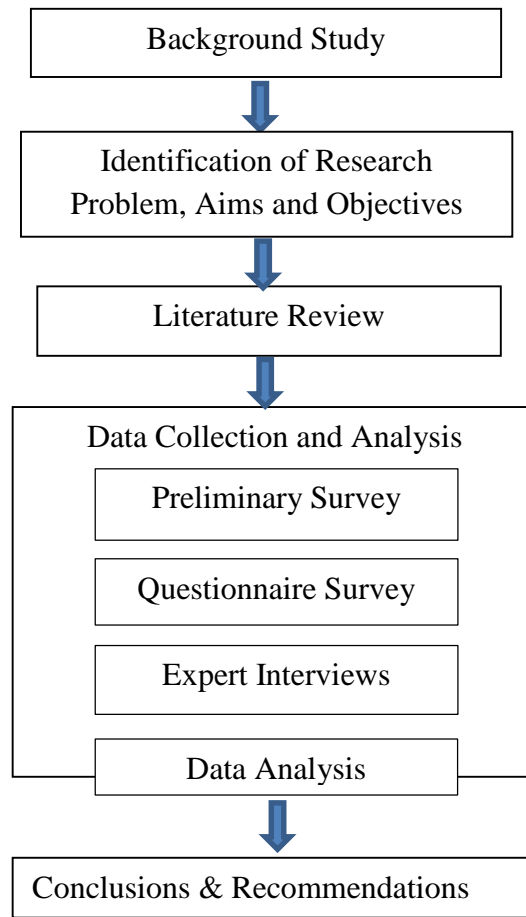 Background Study
Identification of Research
Problem, Aims and Objectives
Literature Review
Data Collection and Analysis
Preliminary Survey
Questionnaire Survey
Expert Interviews
Data Analysis
Conclusions & Recommendations